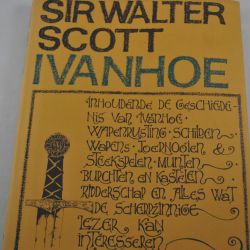 SIR WALTER
SCOTT
IVANHOE
INHOUDENDE DE GESCHIEDE-
NIS VAN IVANHOE·
WAPENRUSTING·SCHILDEN
WAPENS·TOERNOOIEN &
STEEKSPELEN·MUNTEN
BURCHTEN EN KASTELEN
RIDDERSCHAP EN ALLES WAT
DE SCHERPZINNIGE
LEZER KAN
INTERESSEREN